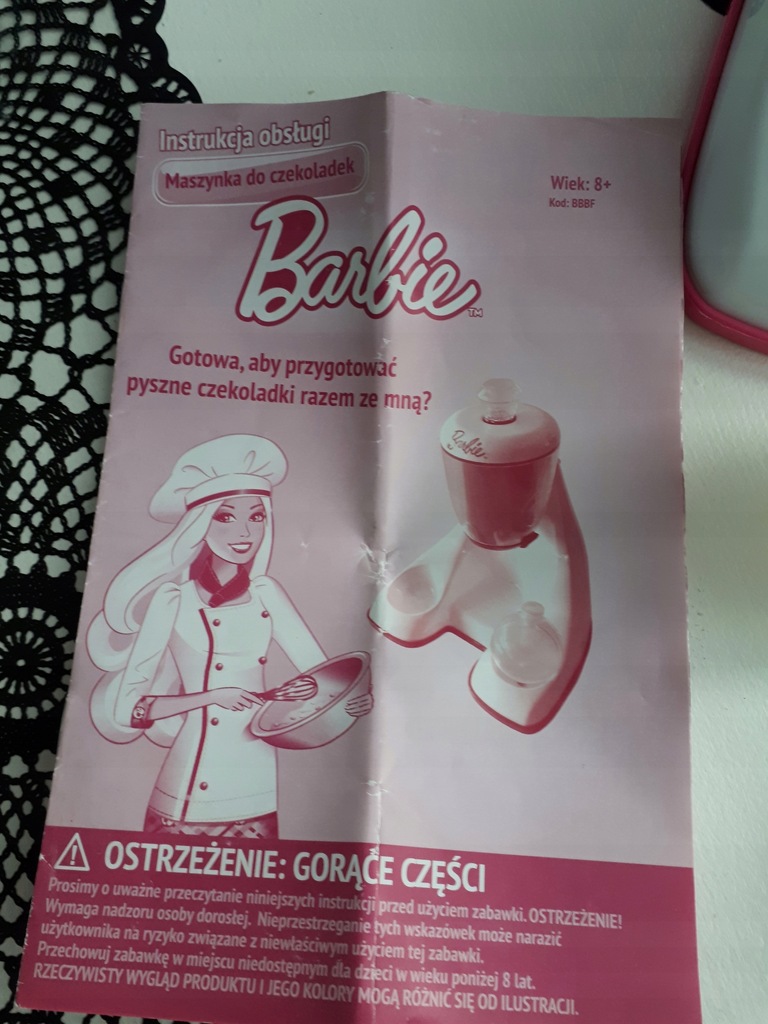 Instrukcja obsługi
Maszynka do czekoladek
Wiek: 8+
Kod: BBBF
Barbie™
Gotowa, aby przygotować
pyszne czekoladki razem ze mną?
Barbie
OSTRZEŻENIE: GORĄCE CZĘŚCI
Prosimy o uważne przeczytanie niniejszych instrukcji przed użyciem zabawki. OSTRZEŻENIE!
Wymaga nadzoru osoby dorosłej. Nieprzestrzeganie tych wskazówek może narazić
użytkownika na ryzyko związane z niewłaściwym użyciem tej zabawki.
Przechowuj zabawkę w miejscu niedostępnym dla dzieci w wieku poniżej 8 lat.
RZECZYWISTY WYGLĄD PRODUKTU I JEGO KOLORY MOGĄ RÓŻNIĆ SIĘ OD ILUSTRACJI.